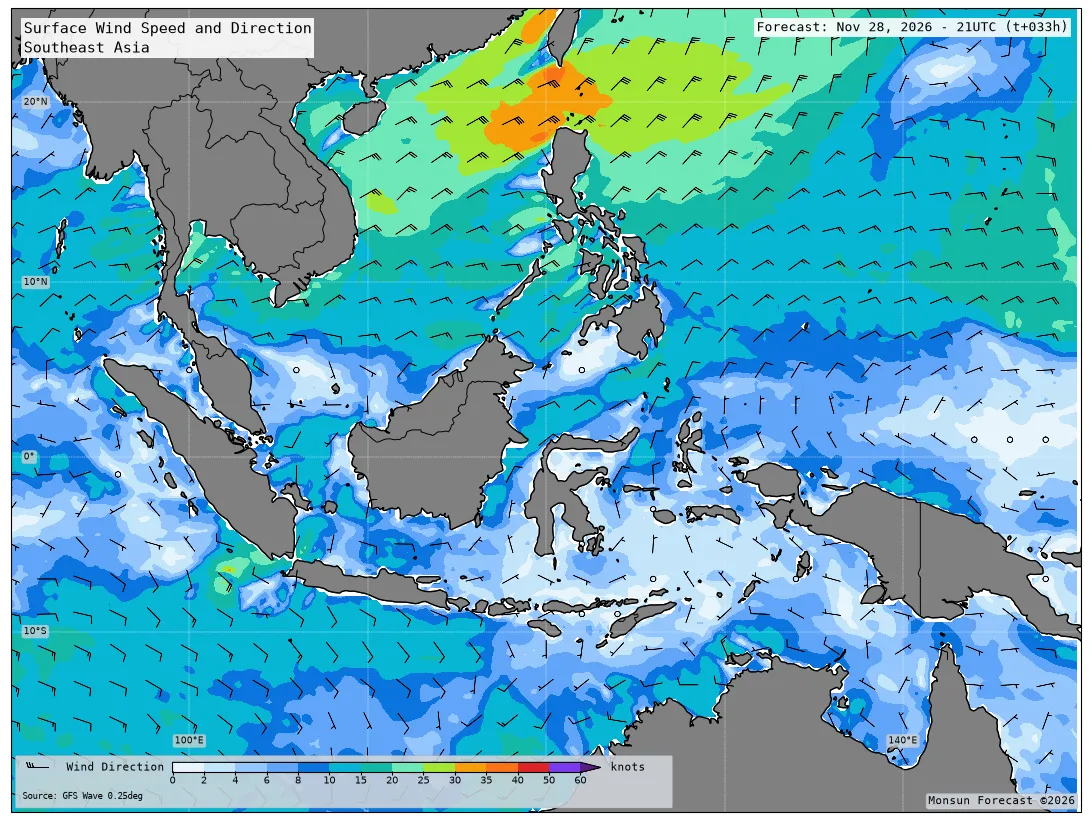 Surface Wind Speed and Direction
Southeast Asia
Forecast: Nov 28, 2026 - 21UTC (t+033h)
20°N
10°N
0°
10°S
100°E
140°E
Wind Direction
0 2 4 6 8 10 15 20 25 30 35 40 50 60
knots
Source: GFS Wave 0.25deg
Monsun Forecast ©2026